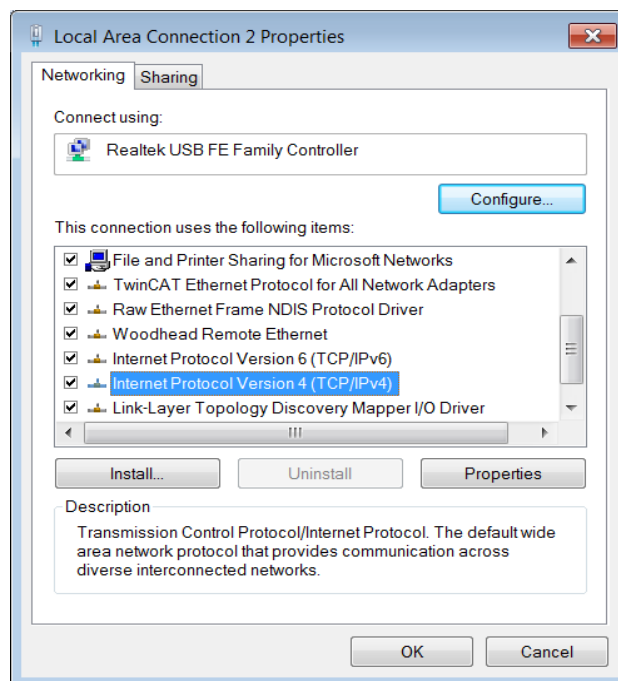 Local Area Connection 2 Properties
Networking
Sharing
Connect using:
Realtek USB FE Family Controller
Configure...
This connection uses the following items:
File and Printer Sharing for Microsoft Networks
TwinCAT Ethernet Protocol for All Network Adapters
Raw Ethernet Frame NDIS Protocol Driver
Woodhead Remote Ethernet
Internet Protocol Version 6 (TCP/IPv6)
Internet Protocol Version 4 (TCP/IPv4)
Link-Layer Topology Discovery Mapper I/O Driver
Install...
Uninstall
Properties
Description
Transmission Control Protocol/Internet Protocol. The default wide
area network protocol that provides communication across
diverse interconnected networks.
OK
Cancel